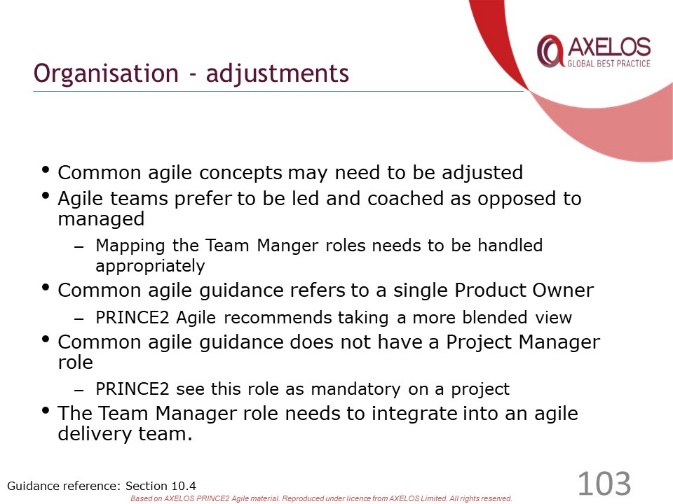 AXELOS
GLOBAL BEST PRACTICE
Organisation - adjustments
• Common agile concepts may need to be adjusted
• Agile teams prefer to be led and coached as opposed to
managed
– Mapping the Team Manger roles needs to be handled
appropriately
• Common agile guidance refers to a single Product Owner
– PRINCE2 Agile recommends taking a more blended view
• Common agile guidance does not have a Project Manager
role
– PRINCE2 see this role as mandatory on a project
• The Team Manager role needs to integrate into an agile
delivery team.
Guidance reference: Section 10.4
103
Based on AXELOS PRINCE2 Agile material. Reproduced under licence from AXELOS Limited. All rights reserved.